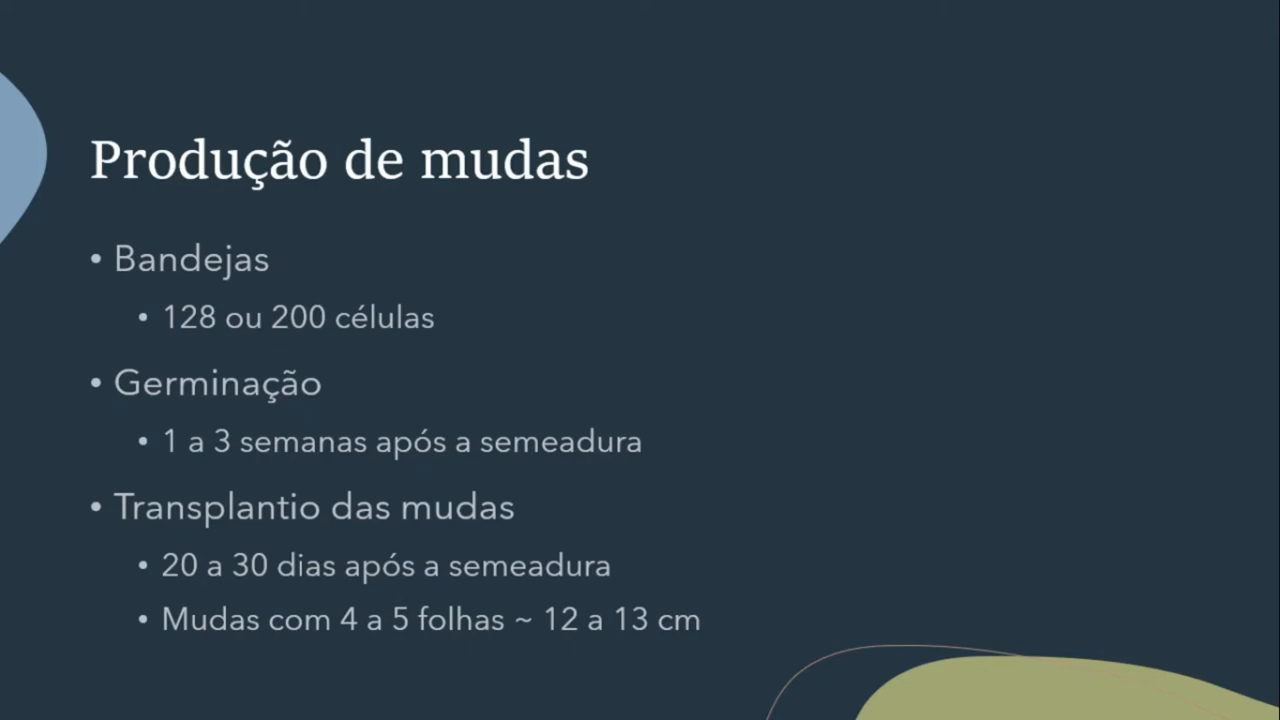 Produção de mudas
• Bandejas
• 128 ou 200 células
• Germinação
• 1 a 3 semanas após a semeadura
• Transplantio das mudas
• 20 a 30 dias após a semeadura
• Mudas com 4 a 5 folhas ~ 12 a 13 cm